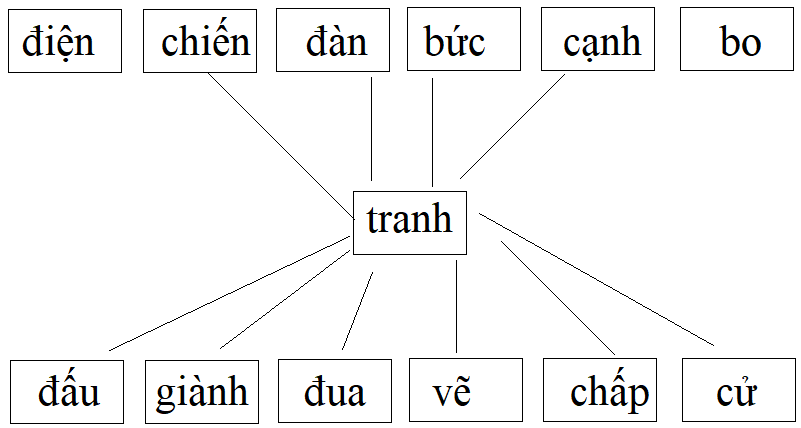 điện chiến đàn bức cạnh bo
tranh
đấu giành đua vẽ chấp cử